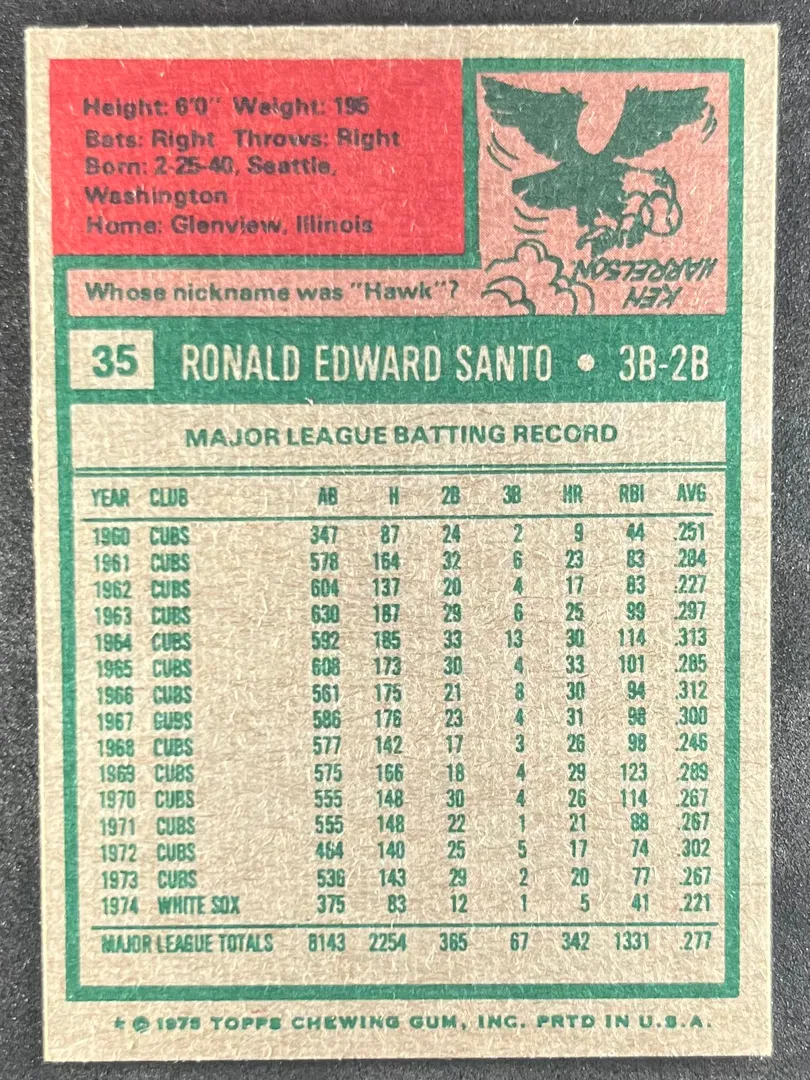 Height: 6'0" Weight: 195
Bats: Right Throws: Right
Born: 2-25-40, Seattle,
Washington
Home: Glenview, Illinois
Whose nickname was "Hawk"?
KEN
HARRELSON
35 RONALD EDWARD SANTO • 3B-2B
MAJOR LEAGUE BATTING RECORD
YEAR CLUB AB H 2B 3B HR RBI AVG
1960 CUBS 347 87 24 2 9 44 .251
1961 CUBS 578 164 32 6 23 83 .284
1962 CUBS 604 137 20 4 17 83 .227
1963 CUBS 630 187 29 6 25 99 .297
1964 CUBS 592 185 33 13 30 114 .313
1965 CUBS 608 173 30 4 33 101 .285
1966 CUBS 561 175 21 8 30 94 .312
1967 CUBS 586 176 23 4 31 98 .300
1968 CUBS 577 142 17 3 26 98 .246
1969 CUBS 575 166 18 4 29 123 .289
1970 CUBS 555 148 30 4 26 114 .267
1971 CUBS 555 148 22 1 21 88 .267
1972 CUBS 464 140 25 5 17 74 .302
1973 CUBS 536 143 29 2 20 77 .267
1974 WHITE SOX 375 83 12 1 5 41 .221
MAJOR LEAGUE TOTALS 8143 2254 365 67 342 1331 .277
* © 1975 TOPPS CHEWING GUM, INC. PRTD IN U.S.A.